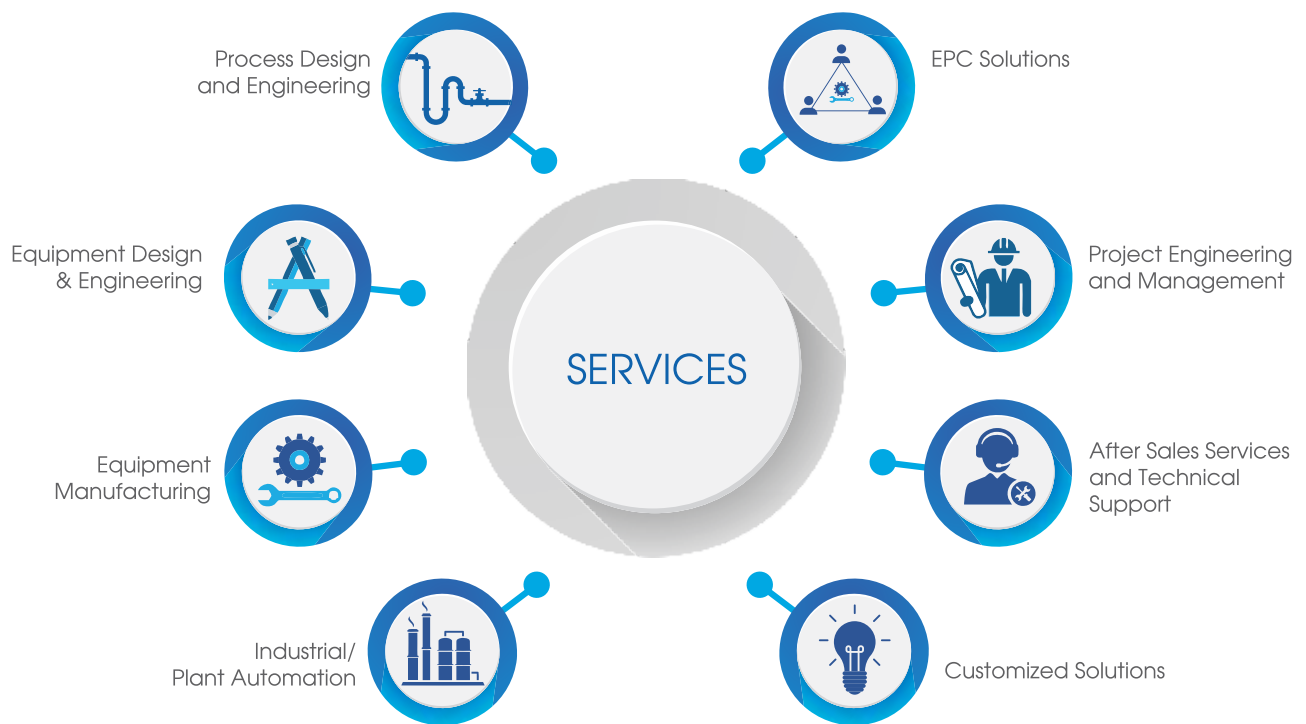 Process Design
and Engineering
EPC Solutions
Equipment Design
& Engineering
Project Engineering
and Management
SERVICES
Equipment
Manufacturing
After Sales Services
and Technical
Support
Industrial/
Plant Automation
Customized Solutions